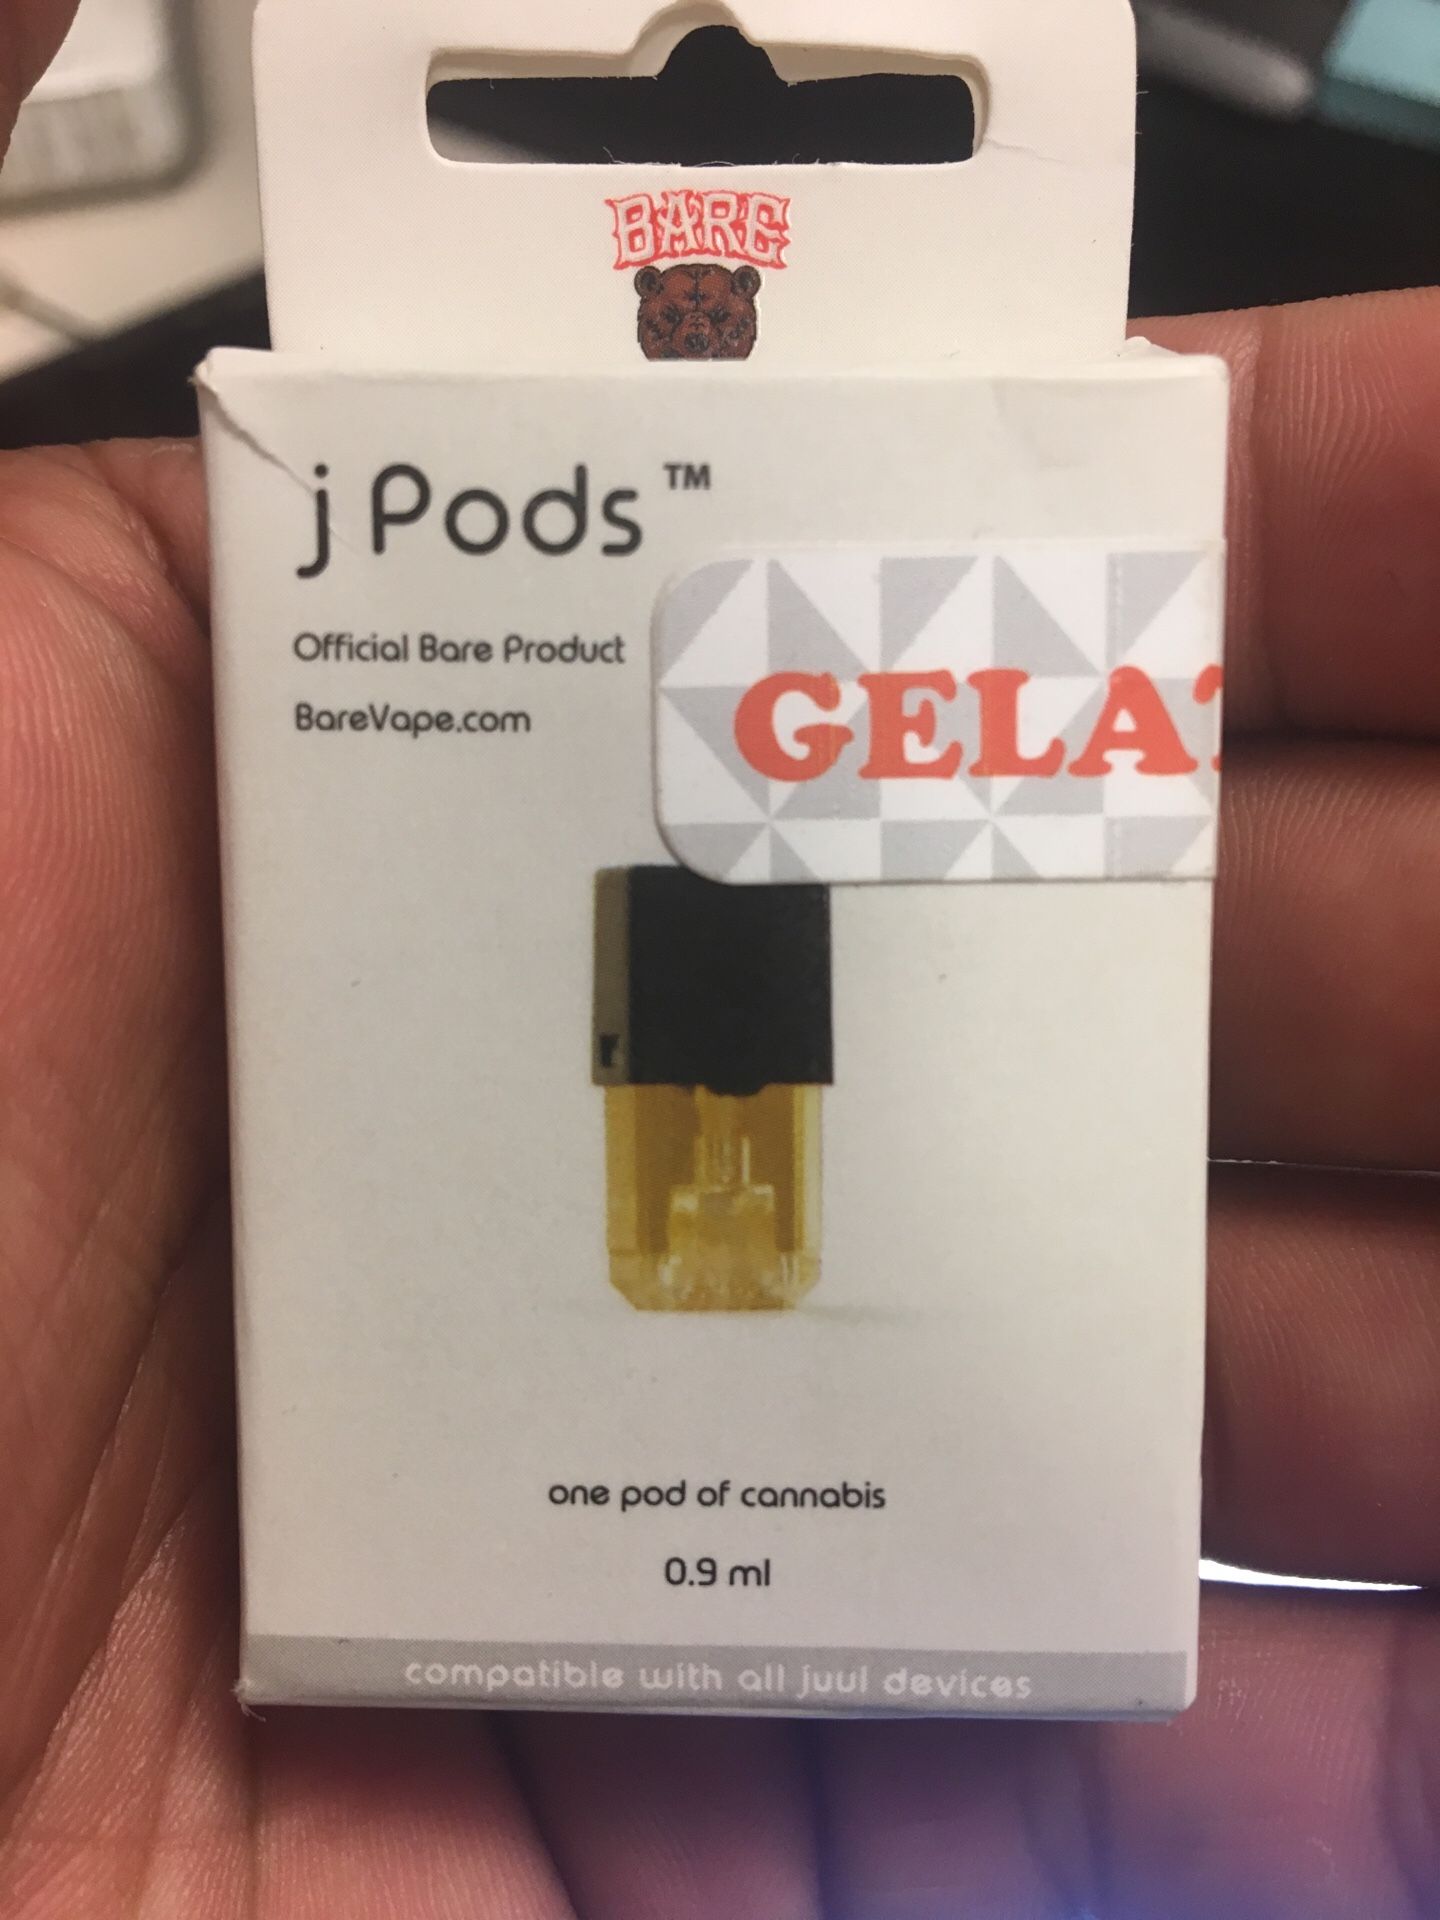 BARE
j Pods™
Official Bare Product
BareVape.com
GELAT
one pod of cannabis
0.9 ml
compatible with all juul devices